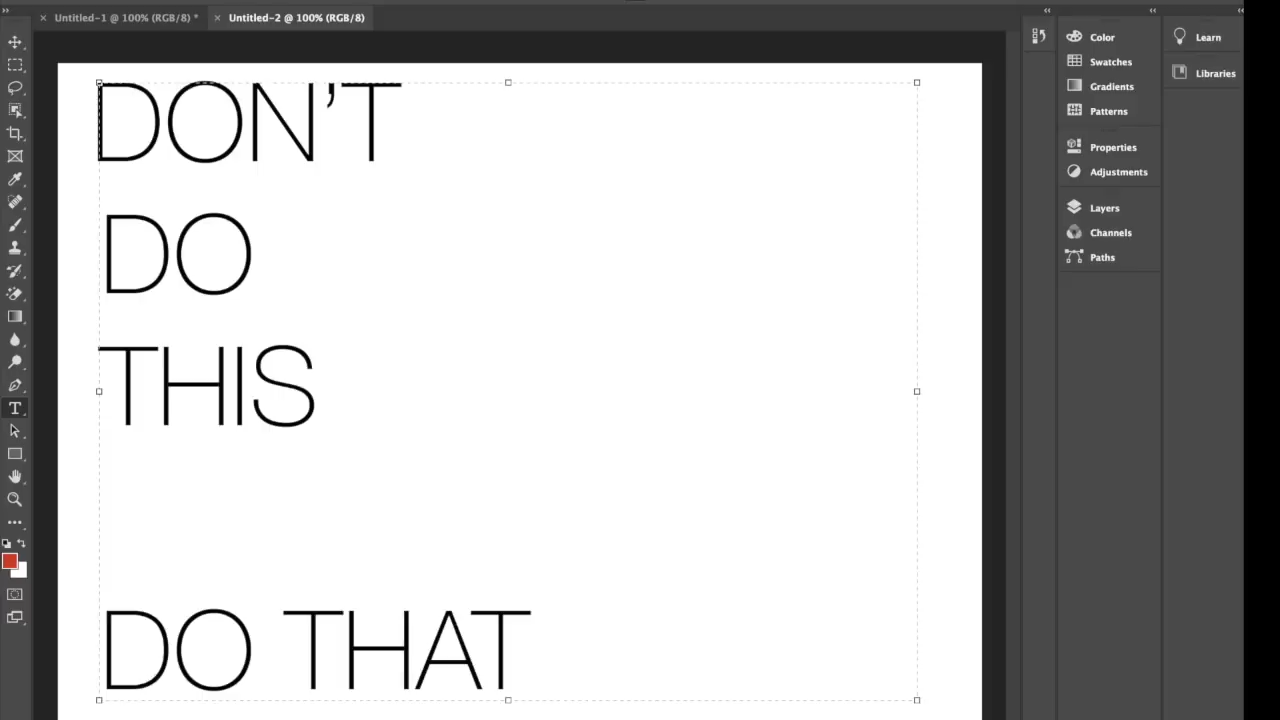 Untitled-1 @ 100% (RGB/8) *
Untitled-2 @ 100% (RGB/8)
DON’T
DO
THIS
DO THAT
Color
Swatches
Gradients
Patterns
Properties
Adjustments
Layers
Channels
Paths
Learn
Libraries